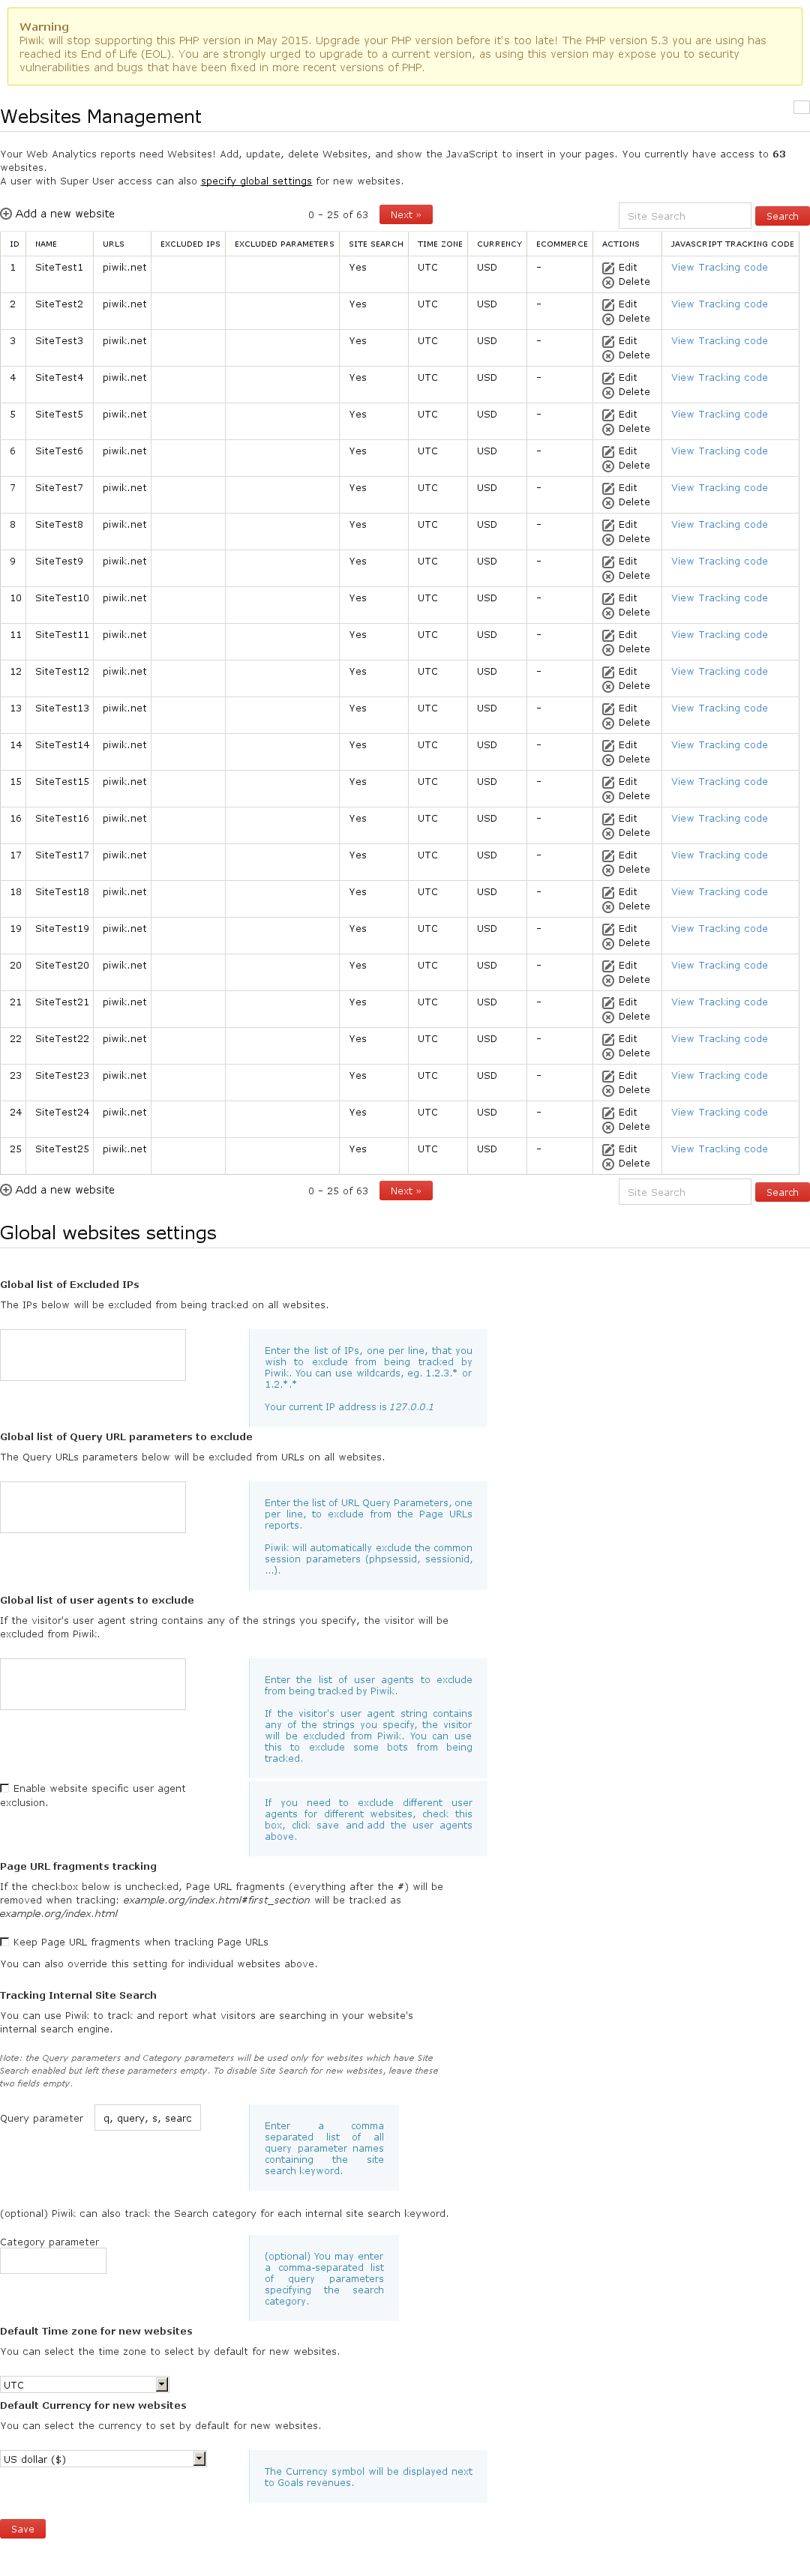 Warning
Piwik will stop supporting this PHP version in May 2015. Upgrade your PHP version before it's too late! The PHP version 5.3 you are using has
reached its End of Life (EOL). You are strongly urged to upgrade to a current version, as using this version may expose you to security
vulnerabilities and bugs that have been fixed in more recent versions of PHP.
Websites Management
Your Web Analytics reports need Websites! Add, update, delete Websites, and show the JavaScript to insert in your pages. You currently have access to 63
websites.
A user with Super User access can also specify global settings for new websites.
Add a new website 0 - 25 of 63 Next » Site Search Search
ID NAME URLS EXCLUDED IPS EXCLUDED PARAMETERS SITE SEARCH TIME ZONE CURRENCY ECOMMERCE ACTIONS JAVASCRIPT TRACKING CODE
1 SiteTest1 piwik.net Yes UTC USD - Edit View Tracking code
Delete
2 SiteTest2 piwik.net Yes UTC USD - Edit View Tracking code
Delete
3 SiteTest3 piwik.net Yes UTC USD - Edit View Tracking code
Delete
4 SiteTest4 piwik.net Yes UTC USD - Edit View Tracking code
Delete
5 SiteTest5 piwik.net Yes UTC USD - Edit View Tracking code
Delete
6 SiteTest6 piwik.net Yes UTC USD - Edit View Tracking code
Delete
7 SiteTest7 piwik.net Yes UTC USD - Edit View Tracking code
Delete
8 SiteTest8 piwik.net Yes UTC USD - Edit View Tracking code
Delete
9 SiteTest9 piwik.net Yes UTC USD - Edit View Tracking code
Delete
10 SiteTest10 piwik.net Yes UTC USD - Edit View Tracking code
Delete
11 SiteTest11 piwik.net Yes UTC USD - Edit View Tracking code
Delete
12 SiteTest12 piwik.net Yes UTC USD - Edit View Tracking code
Delete
13 SiteTest13 piwik.net Yes UTC USD - Edit View Tracking code
Delete
14 SiteTest14 piwik.net Yes UTC USD - Edit View Tracking code
Delete
15 SiteTest15 piwik.net Yes UTC USD - Edit View Tracking code
Delete
16 SiteTest16 piwik.net Yes UTC USD - Edit View Tracking code
Delete
17 SiteTest17 piwik.net Yes UTC USD - Edit View Tracking code
Delete
18 SiteTest18 piwik.net Yes UTC USD - Edit View Tracking code
Delete
19 SiteTest19 piwik.net Yes UTC USD - Edit View Tracking code
Delete
20 SiteTest20 piwik.net Yes UTC USD - Edit View Tracking code
Delete
21 SiteTest21 piwik.net Yes UTC USD - Edit View Tracking code
Delete
22 SiteTest22 piwik.net Yes UTC USD - Edit View Tracking code
Delete
23 SiteTest23 piwik.net Yes UTC USD - Edit View Tracking code
Delete
24 SiteTest24 piwik.net Yes UTC USD - Edit View Tracking code
Delete
25 SiteTest25 piwik.net Yes UTC USD - Edit View Tracking code
Delete
Add a new website 0 - 25 of 63 Next » Site Search Search
Global websites settings
Global list of Excluded IPs
The IPs below will be excluded from being tracked on all websites.
Enter the list of IPs, one per line, that you
wish to exclude from being tracked by
Piwik. You can use wildcards, eg. 1.2.3.* or
1.2.*.*
Your current IP address is 127.0.0.1
Global list of Query URL parameters to exclude
The Query URLs parameters below will be excluded from URLs on all websites.
Enter the list of URL Query Parameters, one
per line, to exclude from the Page URLs
reports.
Piwik will automatically exclude the common
session parameters (phpsessid, sessionid,
...).
Global list of user agents to exclude
If the visitor's user agent string contains any of the strings you specify, the visitor will be
excluded from Piwik.
Enter the list of user agents to exclude
from being tracked by Piwik.
If the visitor's user agent string contains
any of the strings you specify, the visitor
will be excluded from Piwik. You can use
this to exclude some bots from being
tracked.
Enable website specific user agent
exclusion.
If you need to exclude different user
agents for different websites, check this
box, click save and add the user agents
above.
Page URL fragments tracking
If the checkbox below is unchecked, Page URL fragments (everything after the #) will be
removed when tracking: example.org/index.html#first_section will be tracked as
example.org/index.html
Keep Page URL fragments when tracking Page URLs
You can also override this setting for individual websites above.
Tracking Internal Site Search
You can use Piwik to track and report what visitors are searching in your website's
internal search engine.
Note: the Query parameters and Category parameters will be used only for websites which have Site
Search enabled but left these parameters empty. To disable Site Search for new websites, leave these
two fields empty.
Query parameter q, query, s, searc
Enter a comma
separated list of all
query parameter names
containing the site
search keyword.
(optional) Piwik can also track the Search category for each internal site search keyword.
Category parameter
(optional) You may enter
a comma-separated list
of query parameters
specifying the search
category.
Default Time zone for new websites
You can select the time zone to select by default for new websites.
UTC
Default Currency for new websites
You can select the currency to set by default for new websites.
US dollar ($)
The Currency symbol will be displayed next
to Goals revenues.
Save